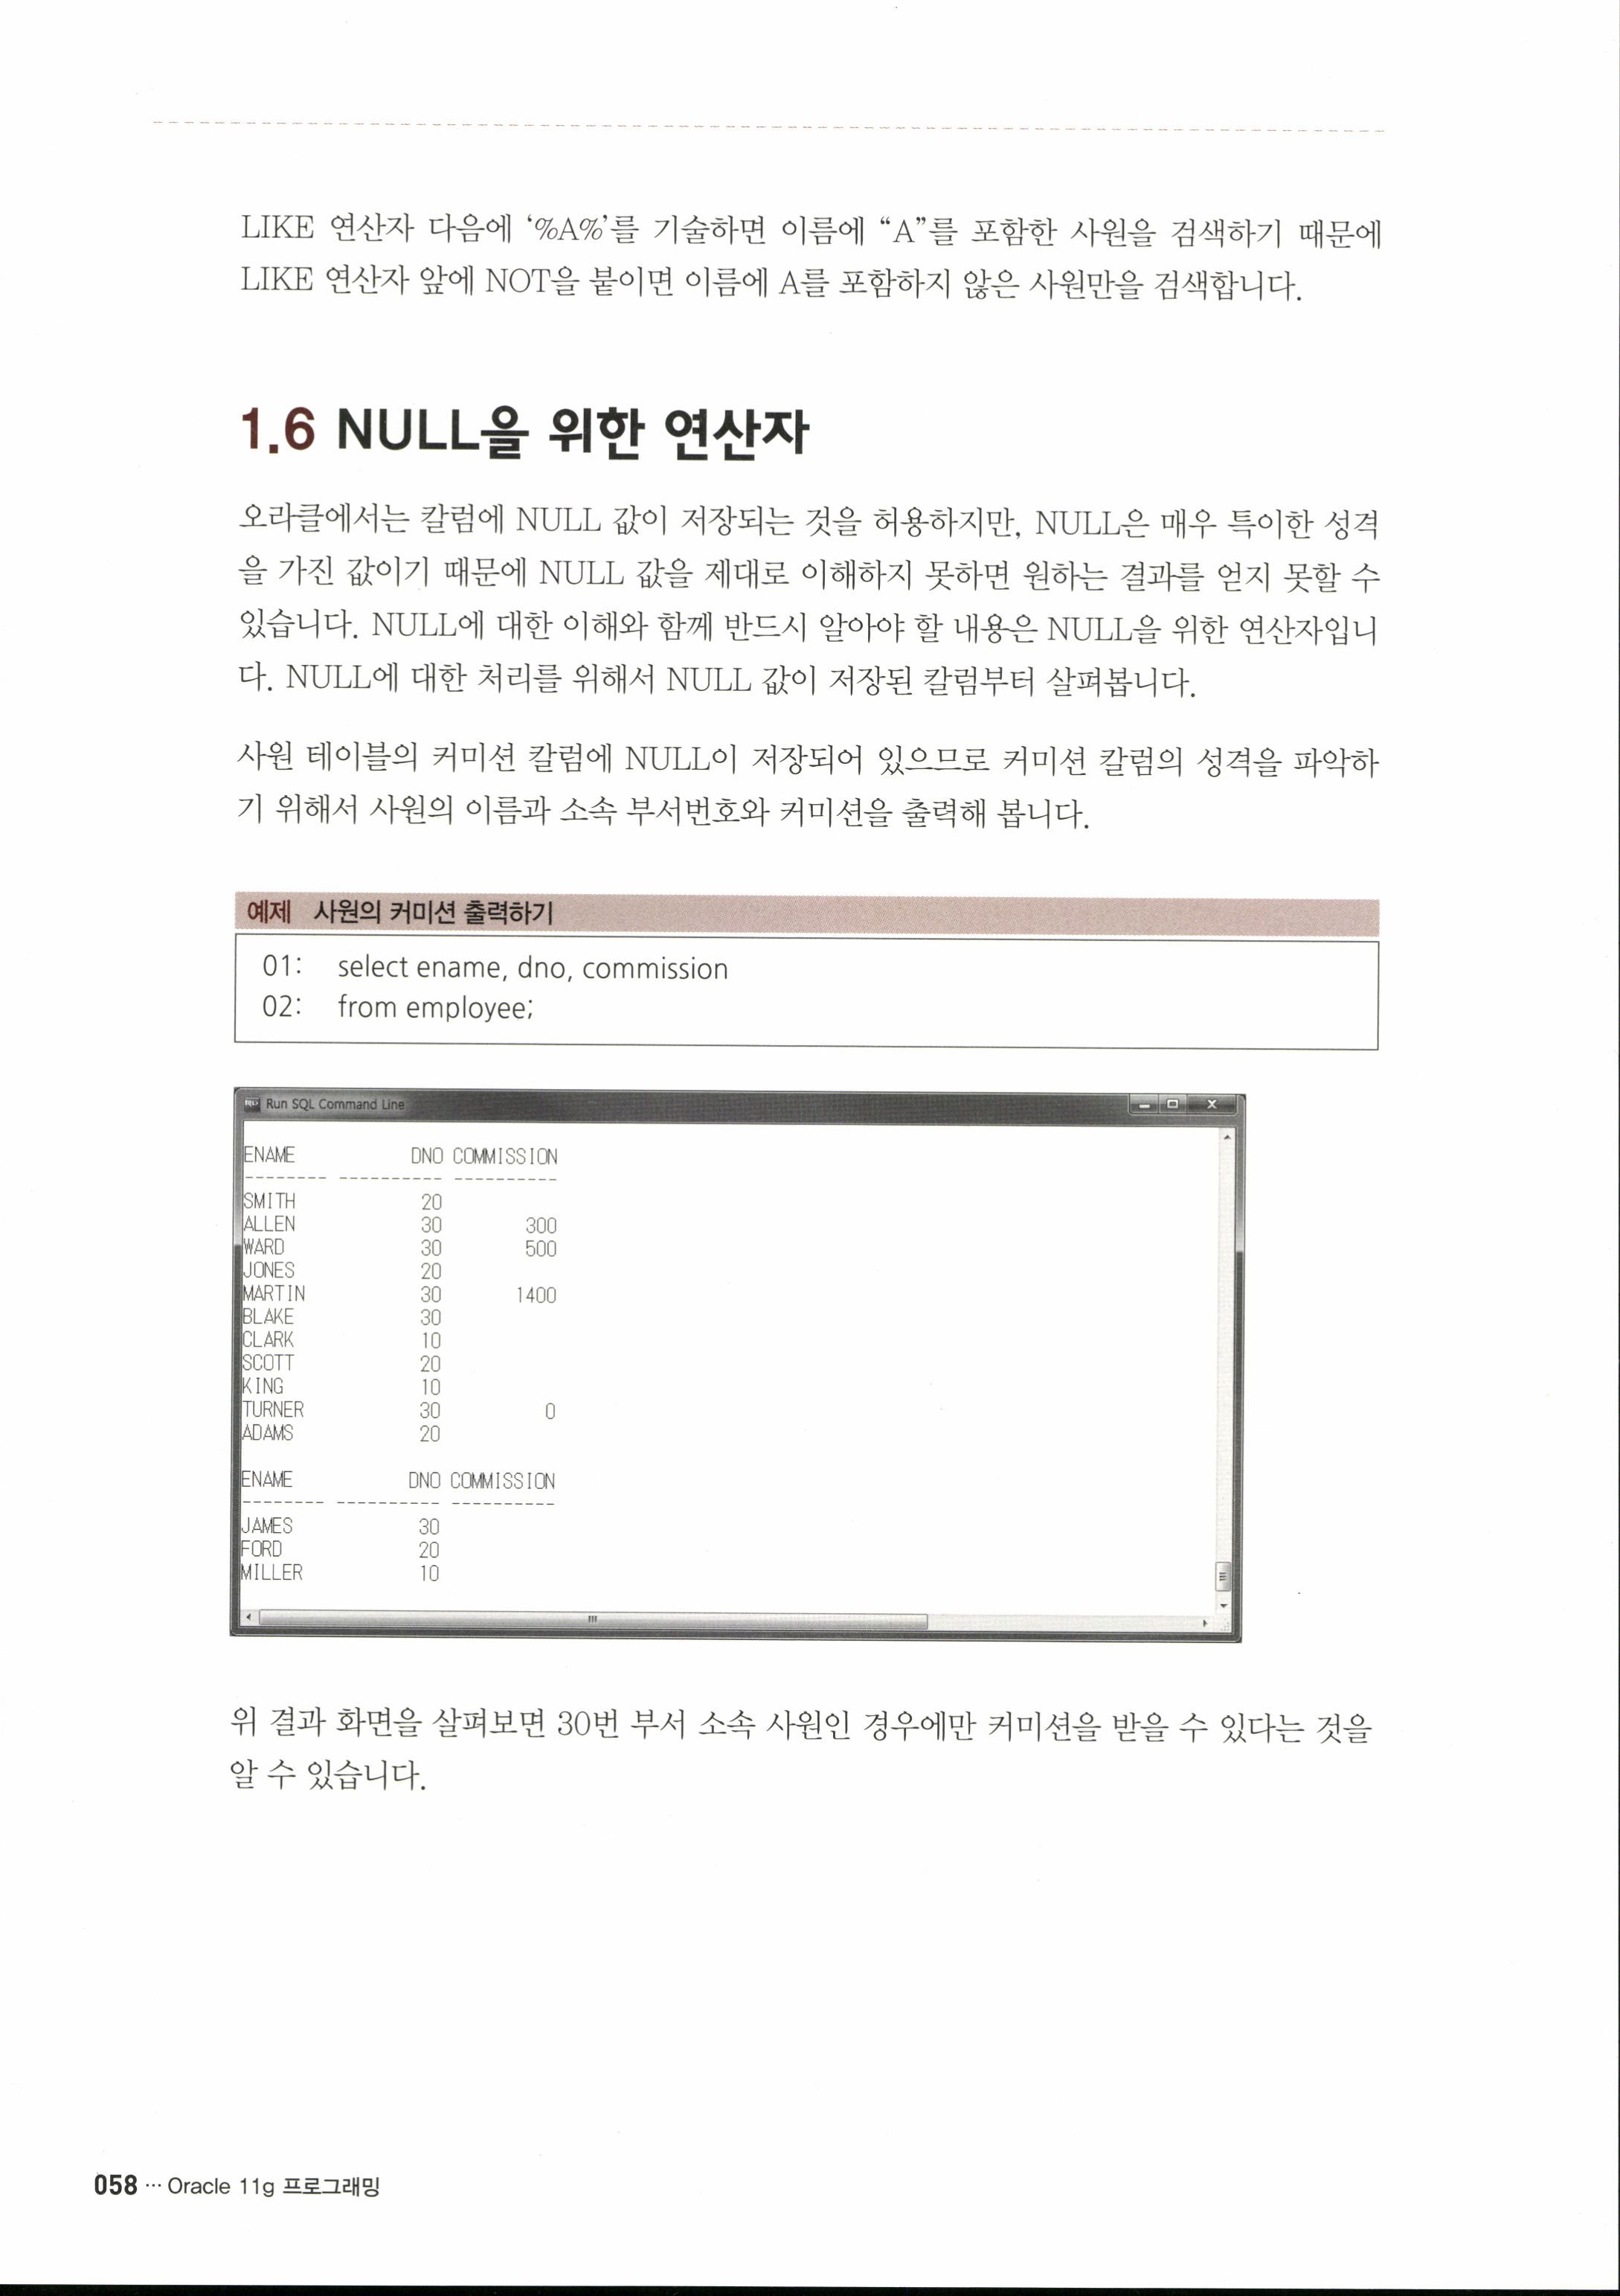 LIKE 연산자 다음에 ‘%A%’를 기술하면 이름에 “A”를 포함한 사원을 검색하기 때문에
LIKE 연산자 앞에 NOT을 붙이면 이름에 A를 포함하지 않은 사원만을 검색합니다.
1.6 NULL을 위한 연산자
오라클에서는 칼럼에 NULL 값이 저장되는 것을 허용하지만, NULL은 매우 특이한 성격
을 가진 값이기 때문에 NULL 값을 제대로 이해하지 못하면 원하는 결과를 얻지 못할 수
있습니다. NULL에 대한 이해와 함께 반드시 알아야 할 내용은 NULL을 위한 연산자입니
다. NULL에 대한 처리를 위해서 NULL 값이 저장된 칼럼부터 살펴봅니다.
사원 테이블의 커미션 칼럼에 NULL이 저장되어 있으므로 커미션 칼럼의 성격을 파악하
기 위해서 사원의 이름과 소속 부서번호와 커미션을 출력해 봅니다.
예제 사원의 커미션 출력하기
01: select ename, dno, commission
02: from employee;
Run SQL Command Line
ENAME DNO COMMISSION
-------- ---------- ----------
SMITH 20
ALLEN 30 300
WARD 30 500
JONES 20
MARTIN 30 1400
BLAKE 30
CLARK 10
SCOTT 20
KING 10
TURNER 30 0
ADAMS 20
ENAME DNO COMMISSION
-------- ---------- ----------
JAMES 30
FORD 20
MILLER 10
위 결과 화면을 살펴보면 30번 부서 소속 사원인 경우에만 커미션을 받을 수 있다는 것을
알 수 있습니다.
058 ··· Oracle 11g 프로그래밍